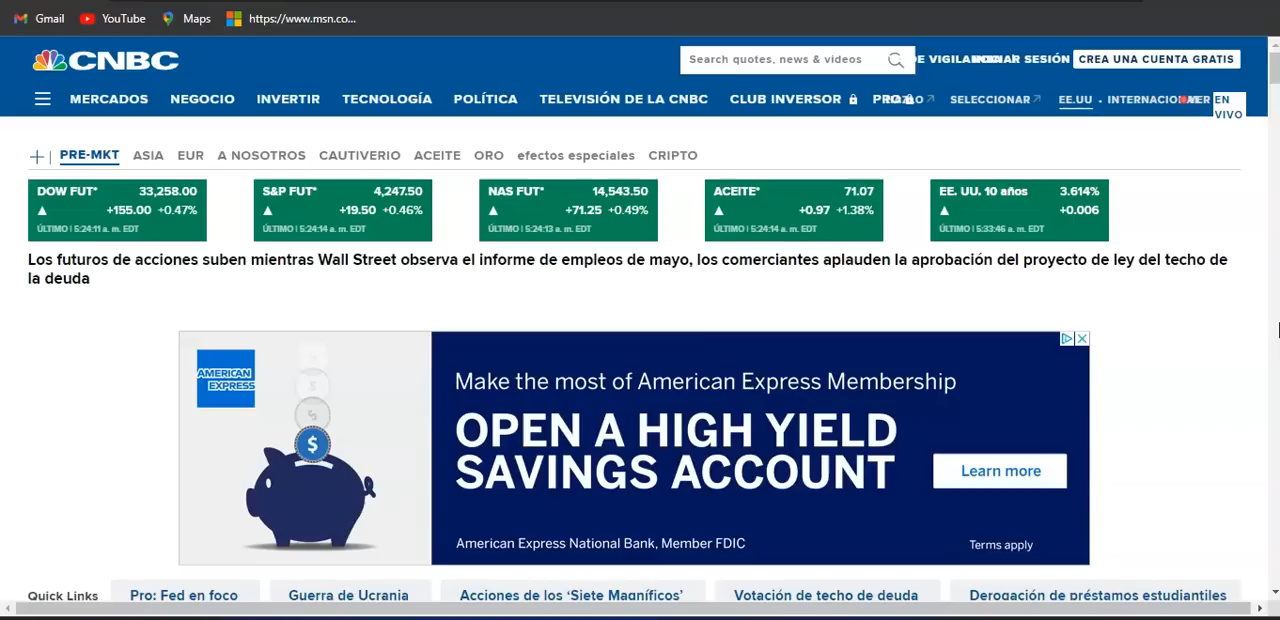 Gmail YouTube Maps https://www.msn.co...
CNBC Search quotes, news & videos INICIAR SESIÓN CREA UNA CUENTA GRATIS
MERCADOS NEGOCIO INVERTIR TECNOLOGÍA POLÍTICA TELEVISIÓN DE LA CNBC CLUB INVERSOR PRO SELECCIONAR EE.UU VER EN
VIVO
PRE-MKT ASIA EUR A NOSOTROS CAUTIVERIO ACEITE ORO efectos especiales CRIPTO
DOW FUT* 33,258.00 S&P FUT* 4,247.50 NAS FUT* 14,543.50 ACEITE* 71.07 EE. UU. 10 años 3.614%
+155.00 +0.47% +19.50 +0.46% +71.25 +0.49% +0.97 +1.38% +0.006
ÚLTIMO | 5:24:11 a. m. EDT ÚLTIMO | 5:24:14 a. m. EDT ÚLTIMO | 5:24:13 a. m. EDT ÚLTIMO | 5:24:14 a. m. EDT ÚLTIMO | 5:33:46 a. m. EDT
Los futuros de acciones suben mientras Wall Street observa el informe de empleos de mayo, los comerciantes aplauden la aprobación del proyecto de ley del techo de
la deuda
AMERICAN
EXPRESS
Make the most of American Express Membership
OPEN A HIGH YIELD
SAVINGS ACCOUNT
Learn more
American Express National Bank, Member FDIC
Terms apply
Quick Links Pro: Fed en foco Guerra de Ucrania Acciones de los ‘Siete Magníficos’ Votación de techo de deuda Derogación de préstamos estudiantiles